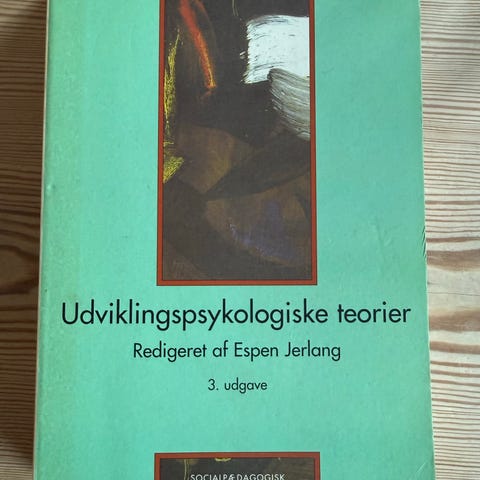 Udviklingspsykologiske teorier
Redigeret af Espen Jerlang
3. udgave
SOCIALPÆDAGOGISK